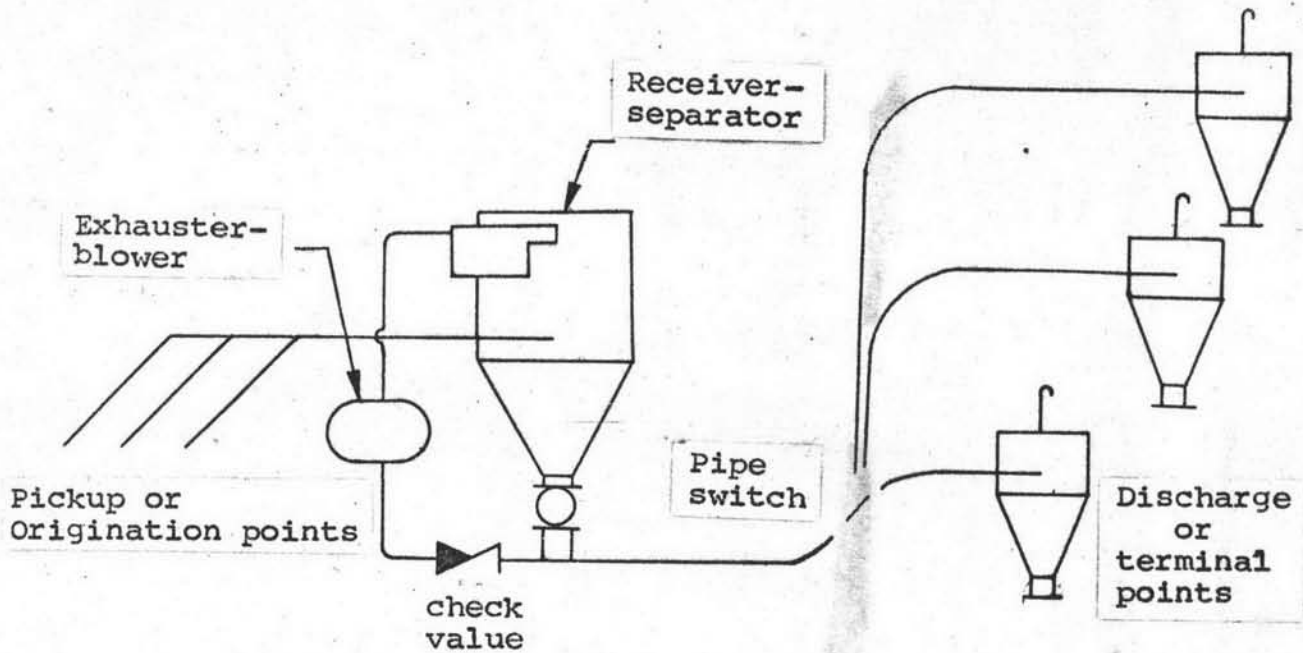 Receiver-
separator
Exhauster-
blower
Pickup or
Origination points
Pipe
switch
Discharge
or
terminal
points
check
value